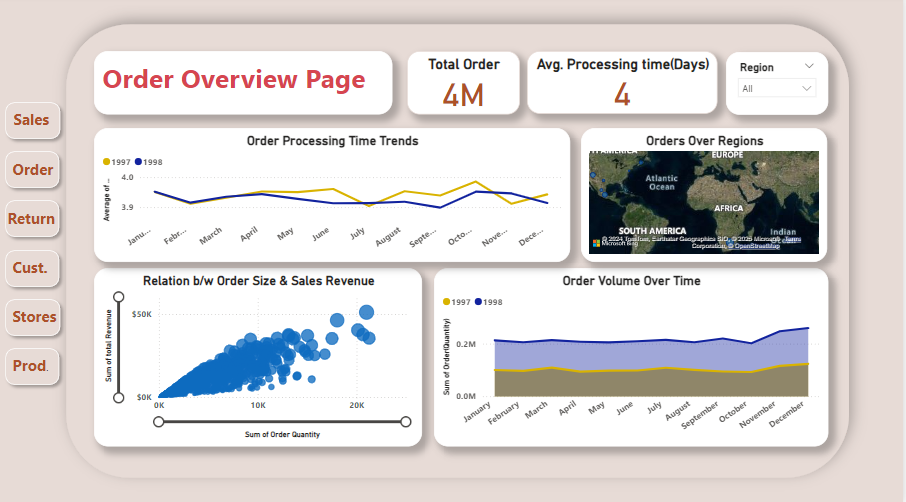 Order Overview Page
Total Order
4M
Avg. Processing time(Days)
4
Region
All
Sales
Order
Return
Cust.
Stores
Prod.
Order Processing Time Trends
1997 1998
Average of ...
4.0
3.9
Janu... Febr... March April May June July August Septe... Octo... Nove... Dece...
Orders Over Regions
EUROPE
Atlantic
Ocean
AFRICA
SOUTH AMERICA
Indian
Microsoft Bing
Earthstar Geographics SIO, © 2025 Microsoft Terms
Corporation, © OpenStreetMap
Relation b/w Order Size & Sales Revenue
Sum of total Revenue
$50K
$0K
0K 10K 20K
Sum of Order Quantity
Order Volume Over Time
1997 1998
Sum of Order(Quantity)
0.2M
0.0M
January February March April May June July August September October November December